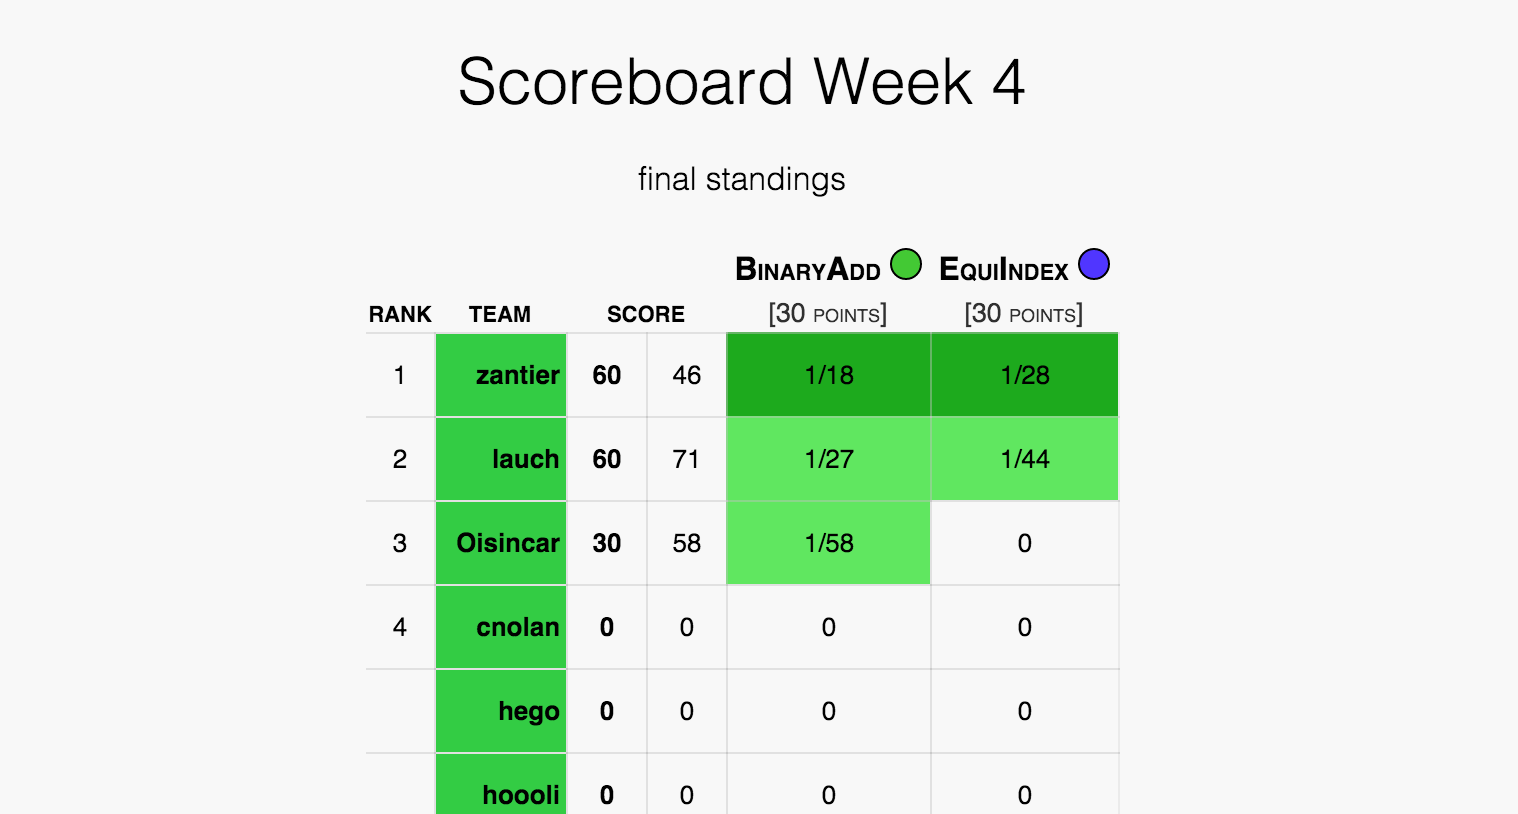 Scoreboard Week 4
final standings
BinaryAdd EquiIndex
RANK TEAM SCORE [30 points] [30 points]
1 zantier 60 46 1/18 1/28
2 lauch 60 71 1/27 1/44
3 Oisincar 30 58 1/58 0
4 cnolan 0 0 0 0
hego 0 0 0 0
hoooli 0 0 0 0